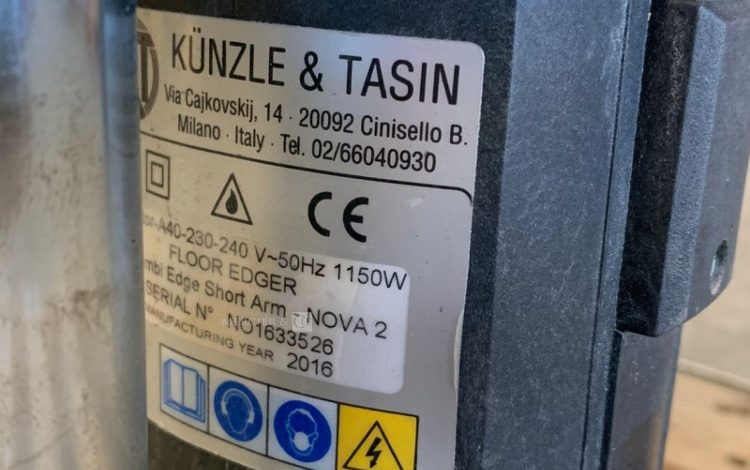 KÜNZLE & TASIN
Via Cajkovskij, 14 · 20092 Cinisello B.
Milano · Italy · Tel. 02/66040930
CE
A40-230-240 V~50Hz 1150W
FLOOR EDGER
Edge Short Arm - NOVA 2
SERIAL N° NO1633526
MANUFACTURING YEAR 2016